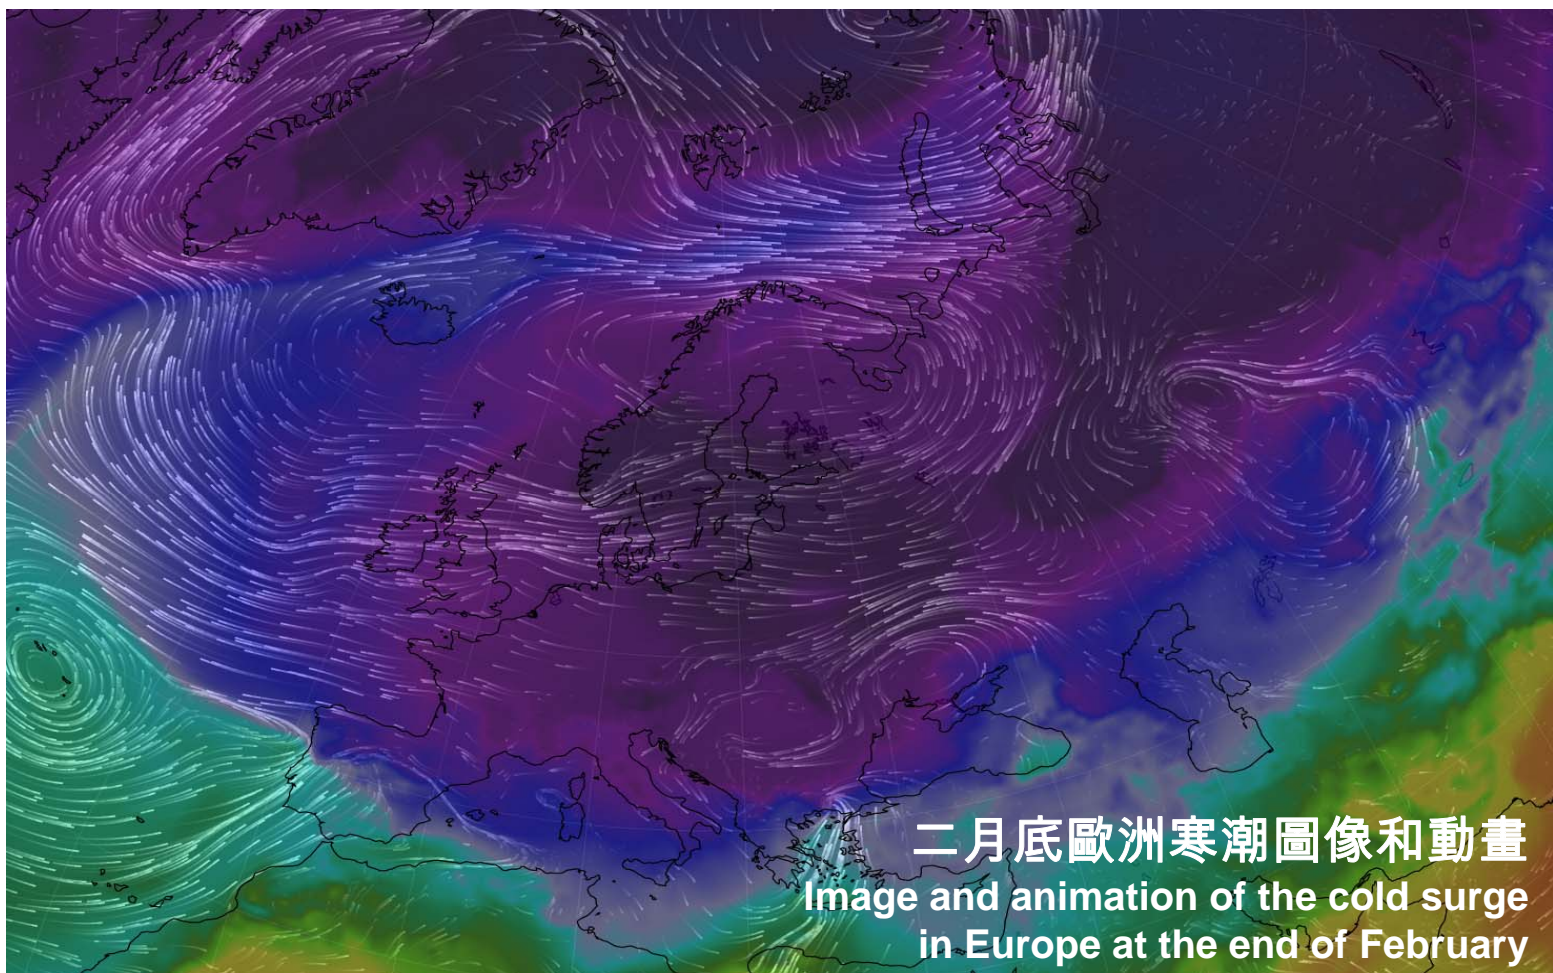 二月底歐洲寒潮圖像和動畫
Image and animation of the cold surge
in Europe at the end of February